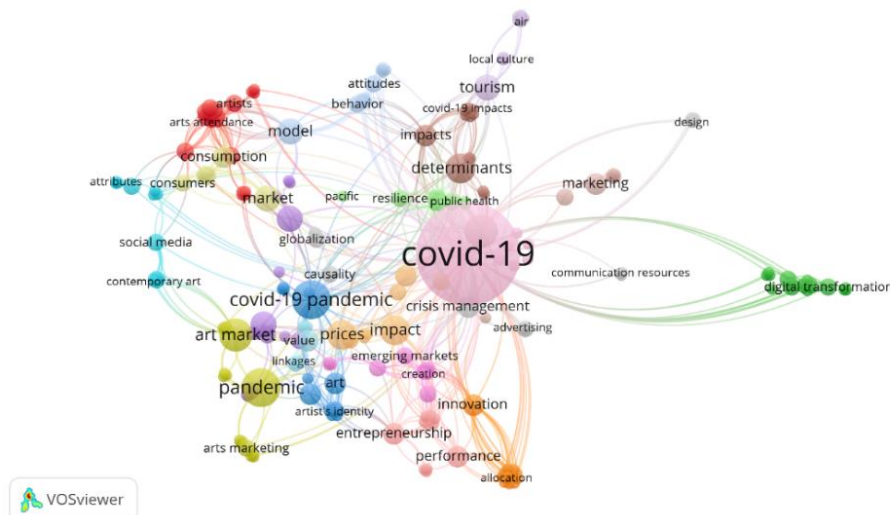 air
local culture
attitudes
tourism
artists
behavior
covid-19 impacts
arts attendance
model
impacts
design
consumption
determinants
attributes
consumers
marketing
market
pacific
resilience
public health
social media
globalization
covid-19
contemporary art
causality
communication resources
digital transformation
covid-19 pandemic
crisis management
art market
value
prices
impact
advertising
linkages
emerging markets
pandemic
art
creation
artist's identity
innovation
arts marketing
entrepreneurship
performance
allocation
VOSviewer